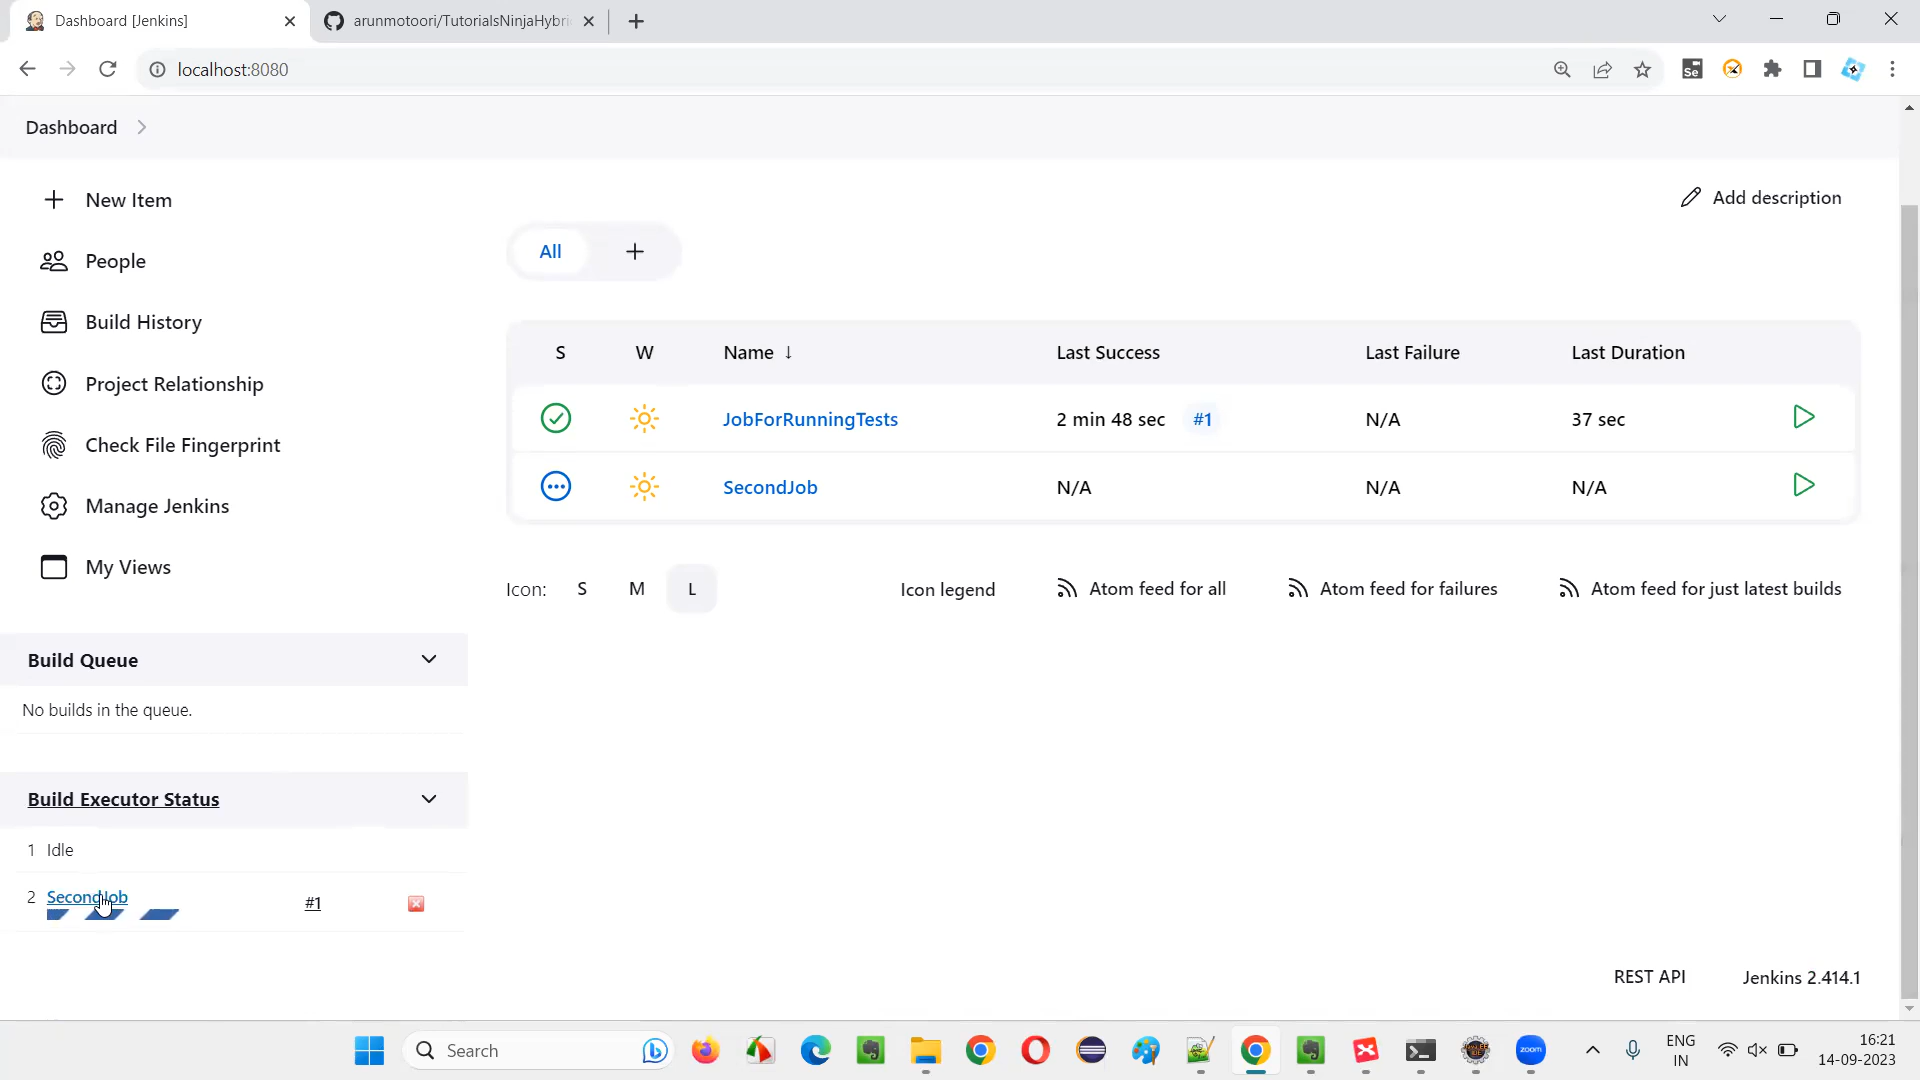 Dashboard [Jenkins]
arunmotoori/TutorialsNinjaHybri
localhost:8080
Se
Dashboard
New Item
People
Build History
Project Relationship
Check File Fingerprint
Manage Jenkins
My Views
Build Queue
No builds in the queue.
Build Executor Status
1 Idle
2 SecondJob #1
Add description
All +
S W Name ↓ Last Success Last Failure Last Duration
JobForRunningTests 2 min 48 sec #1 N/A 37 sec
SecondJob N/A N/A N/A
Icon: S M L Icon legend Atom feed for all Atom feed for failures Atom feed for just latest builds
REST API Jenkins 2.414.1
Search
zoom
ENG
IN
16:21
14-09-2023